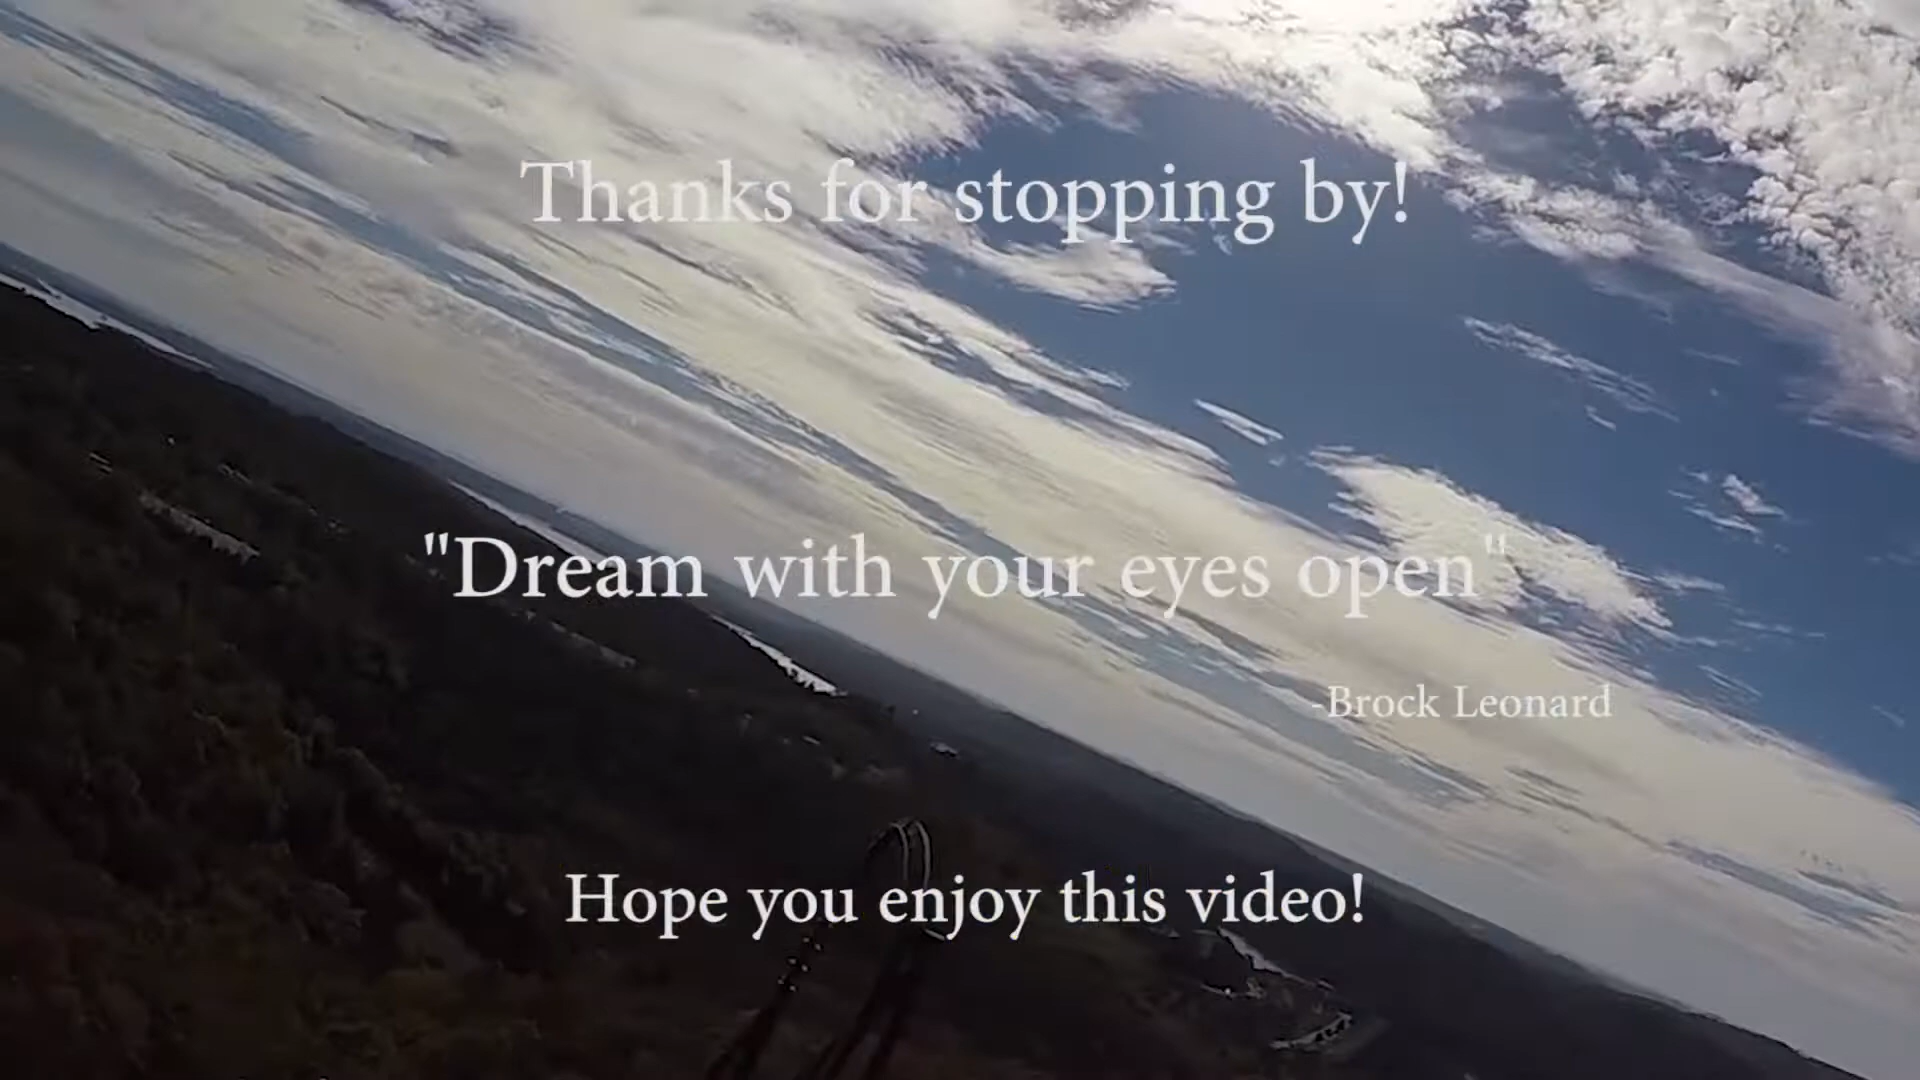 Thanks for stopping by!
"Dream with your eyes open"
-Brock Leonard
Hope you enjoy this video!